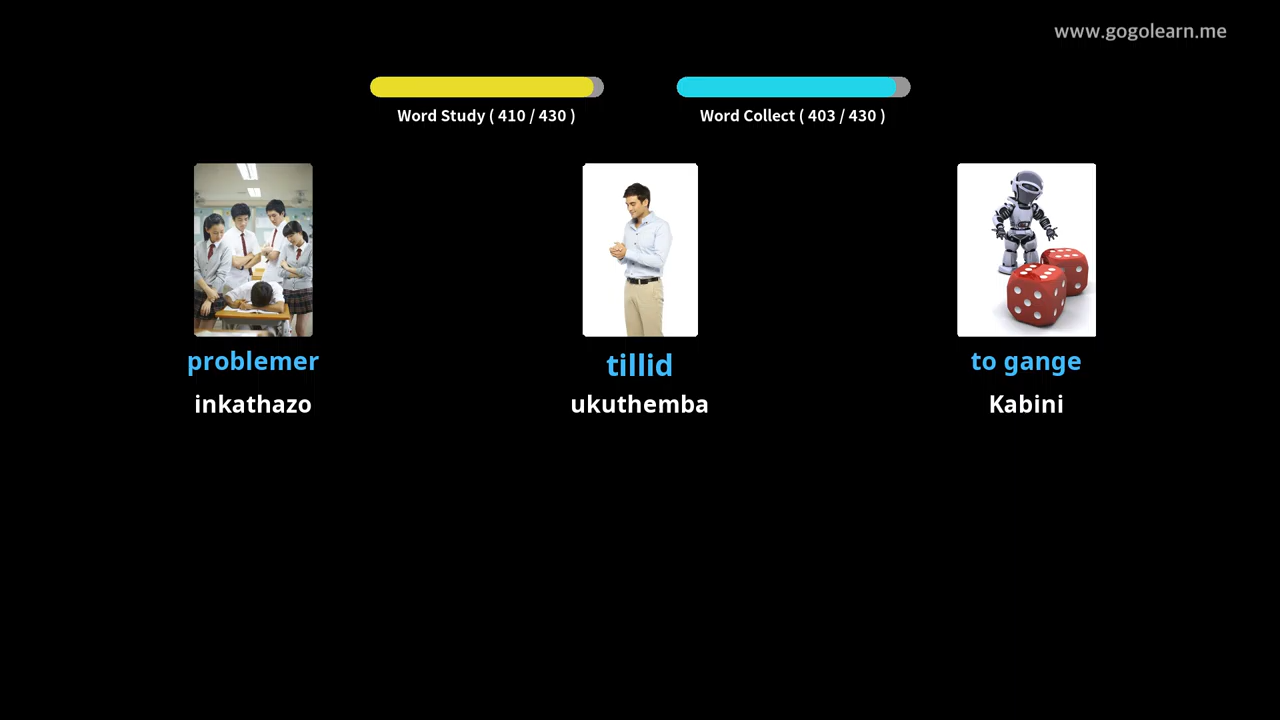 www.gogolearn.me
Word Study ( 410 / 430 )
Word Collect ( 403 / 430 )
problemer
tillid
to gange
inkathazo
ukuthemba
Kabini